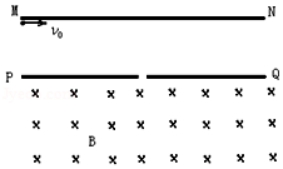 M N
v₀
P Q
× × × × × × × ×
× × × × × × × ×
B
× × × × × × × ×